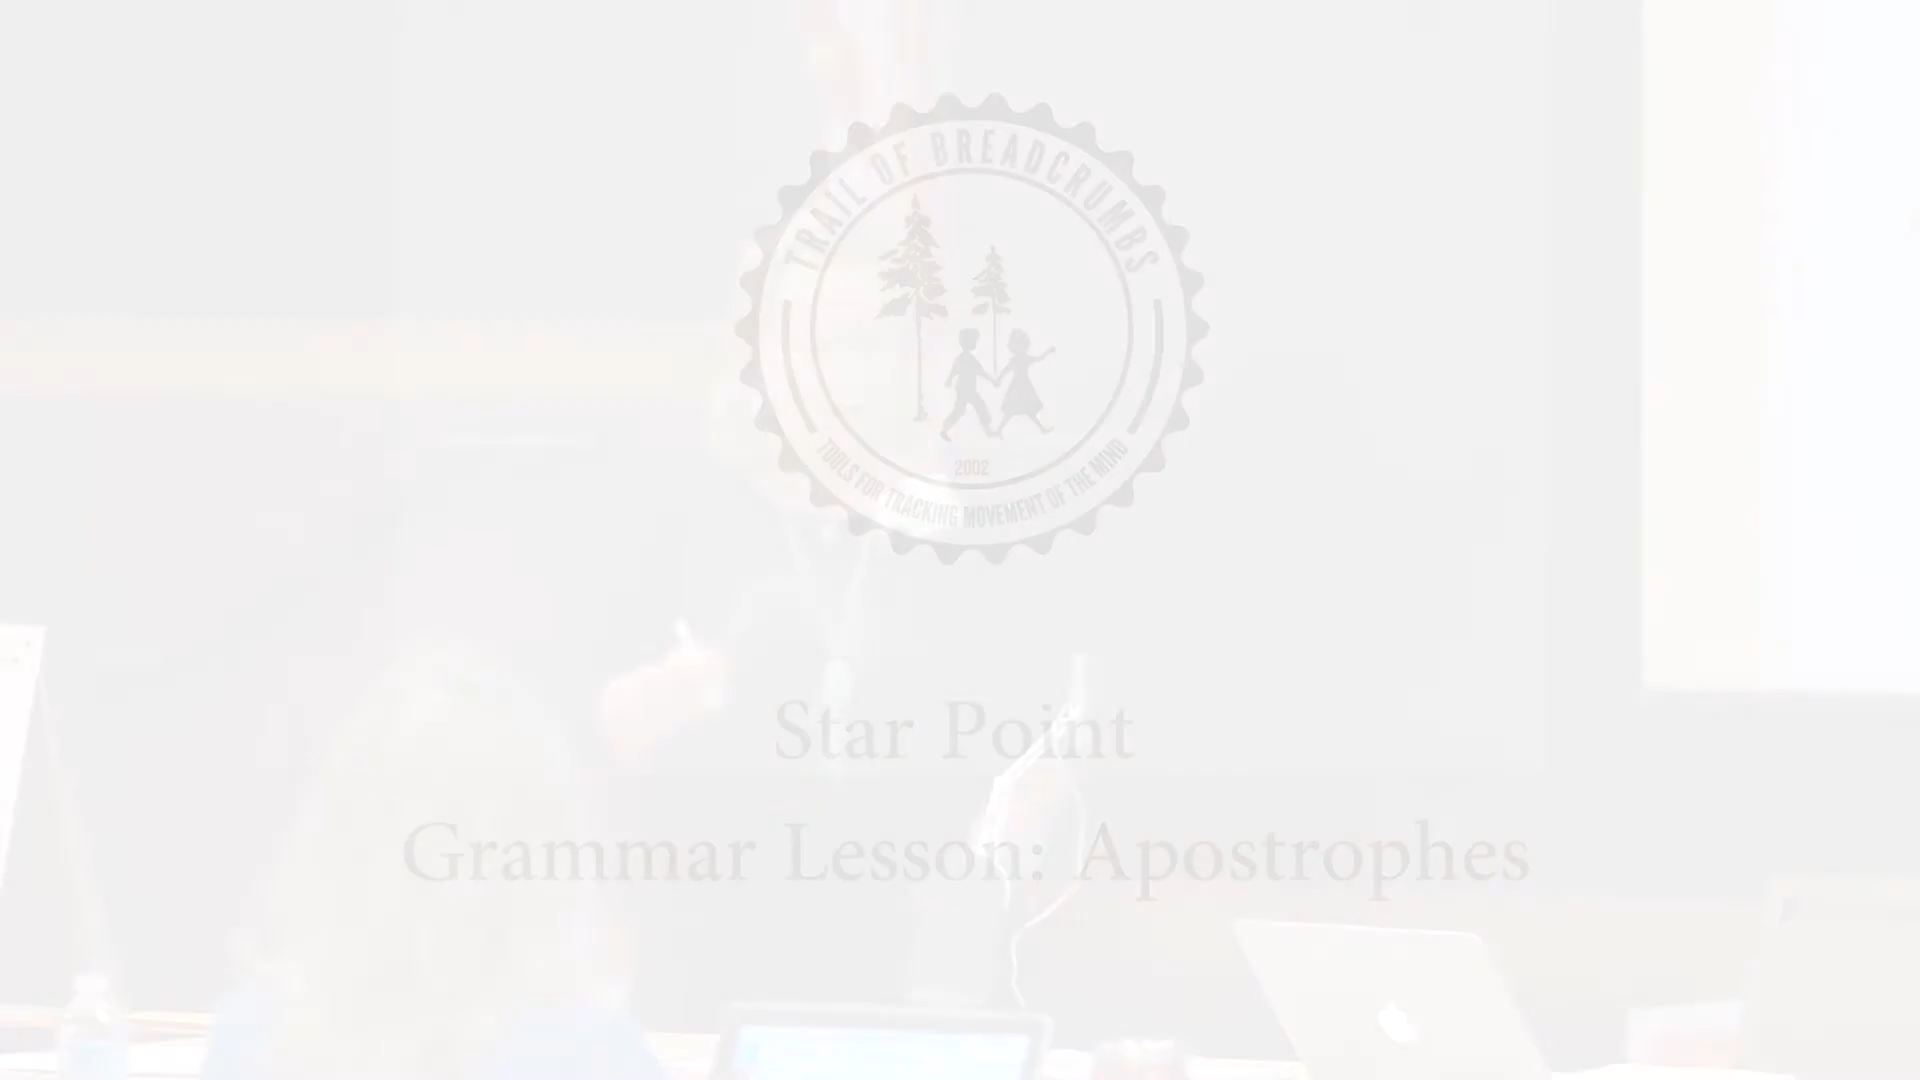 TRAIL OF BREADCRUMBS
2002
TOOLS FOR TRACKING MOVEMENT OF THE MIND
Star Point
Grammar Lesson: Apostrophes